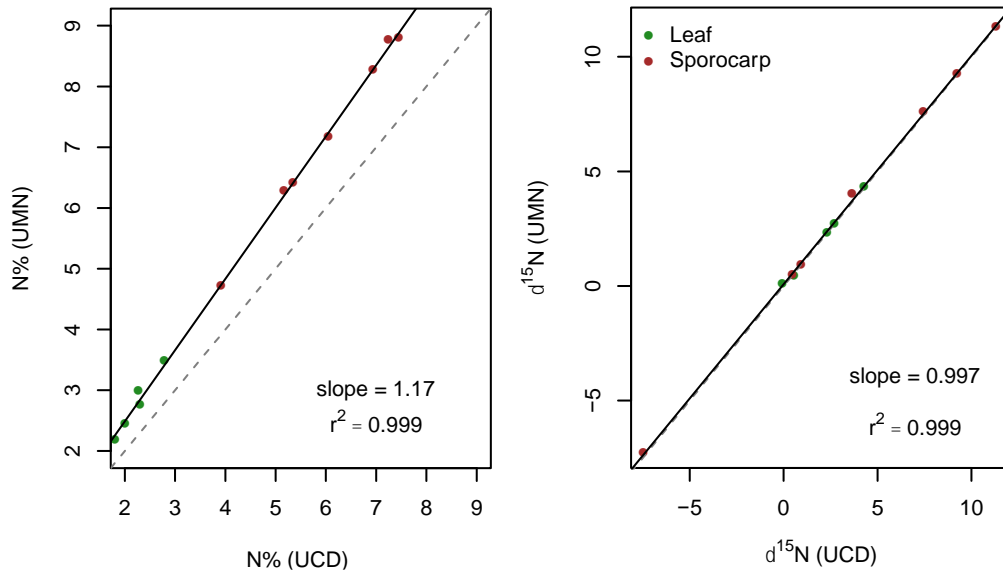 9
8
7
6
5
4
3
2
N% (UMN)
slope = 1.17
r² = 0.999
2 3 4 5 6 7 8 9
N% (UCD)
Leaf
Sporocarp
10
5
0
−5
d¹⁵N (UMN)
slope = 0.997
r² = 0.999
−5 0 5 10
d¹⁵N (UCD)